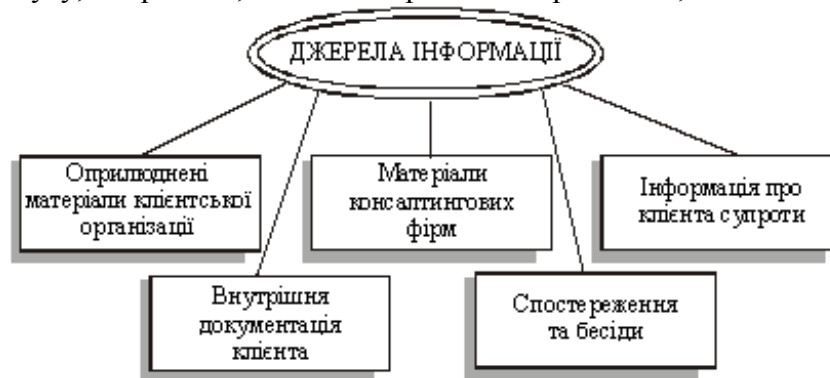 ДЖЕРЕЛА ІНФОРМАЦІЇ
Оприлюднені
матеріали клієнтської
організації
Матеріали
консалтингових
фірм
Інформація про
клієнта супроти
Внутрішня
документація
клієнта
Спостереження
та бесіди